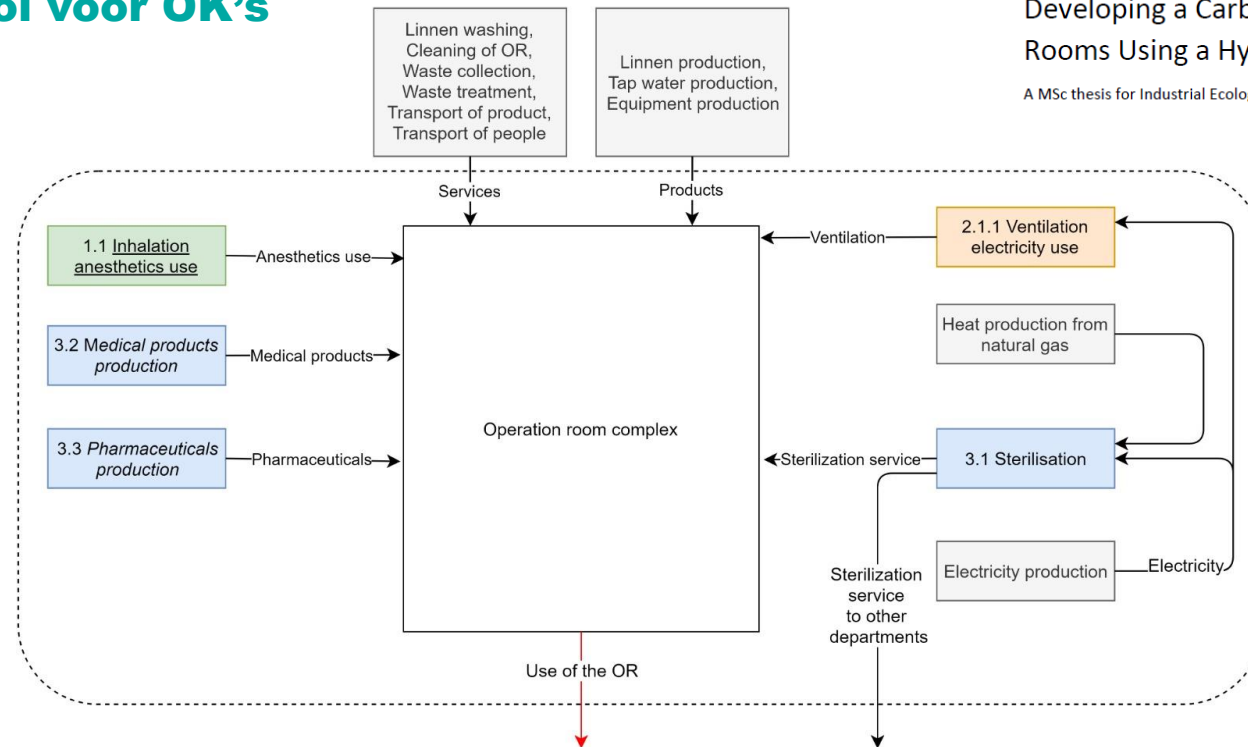 voor OK's
Developing a
Rooms Using a
A MSc thesis for Industrial
Linnen washing,
Cleaning of OR,
Waste collection,
Waste treatment,
Transport of product,
Transport of people
Linnen production,
Tap water production,
Equipment production
Services
Products
1.1 Inhalation
anesthetics use
Anesthetics use
Ventilation
2.1.1 Ventilation
electricity use
3.2 Medical products
production
Medical products
Heat production from
natural gas
Operation room complex
3.3 Pharmaceuticals
production
Pharmaceuticals
Sterilization service
3.1 Sterilisation
Sterilization
service
to other
departments
Electricity production
Electricity
Use of the OR